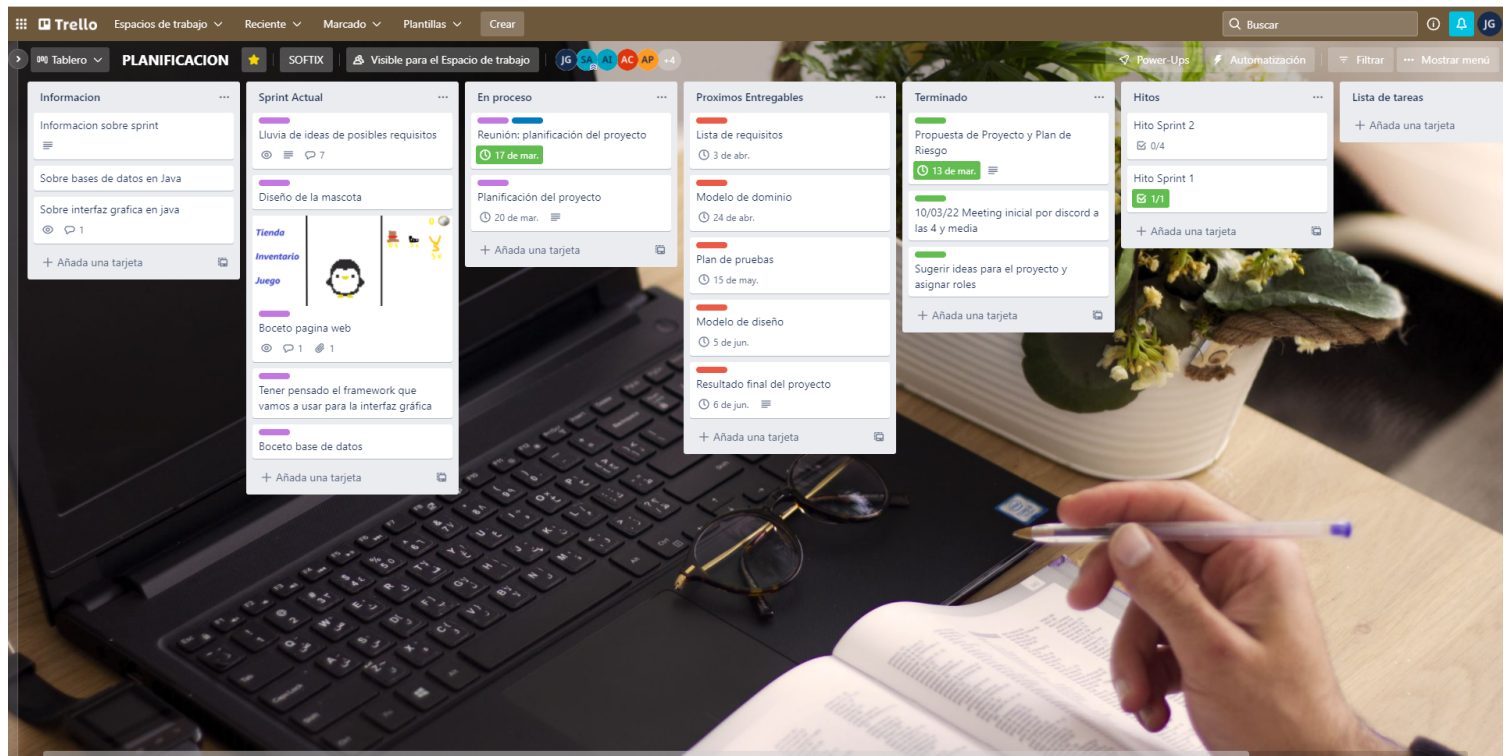 Trello Espacios de trabajo Reciente Marcado Plantillas Crear Buscar JG
Tablero PLANIFICACION SOFTIX Visible para el Espacio de trabajo JG SA AI AC AP +4 Power-Ups Automatización Filtrar ... Mostrar menú
Informacion
Informacion sobre sprint
Sobre bases de datos en Java
Sobre interfaz grafica en java
1
+ Añada una tarjeta
Sprint Actual
Lluvia de ideas de posibles requisitos
7
Diseño de la mascota
Tienda
Inventario
Juego
0
Boceto pagina web
1 1
Tener pensado el framework que
vamos a usar para la interfaz gráfica
Boceto base de datos
+ Añada una tarjeta
En proceso
Reunión: planificación del proyecto
17 de mar.
Planificación del proyecto
20 de mar.
+ Añada una tarjeta
Proximos Entregables
Lista de requisitos
3 de abr.
Modelo de dominio
24 de abr.
Plan de pruebas
15 de may.
Modelo de diseño
5 de jun.
Resultado final del proyecto
6 de jun.
+ Añada una tarjeta
Terminado
Propuesta de Proyecto y Plan de
Riesgo
13 de mar.
10/03/22 Meeting inicial por discord a
las 4 y media
Sugerir ideas para el proyecto y
asignar roles
+ Añada una tarjeta
Hitos
Hito Sprint 2
0/4
Hito Sprint 1
1/1
+ Añada una tarjeta
Lista de tareas
+ Añada una tarjeta